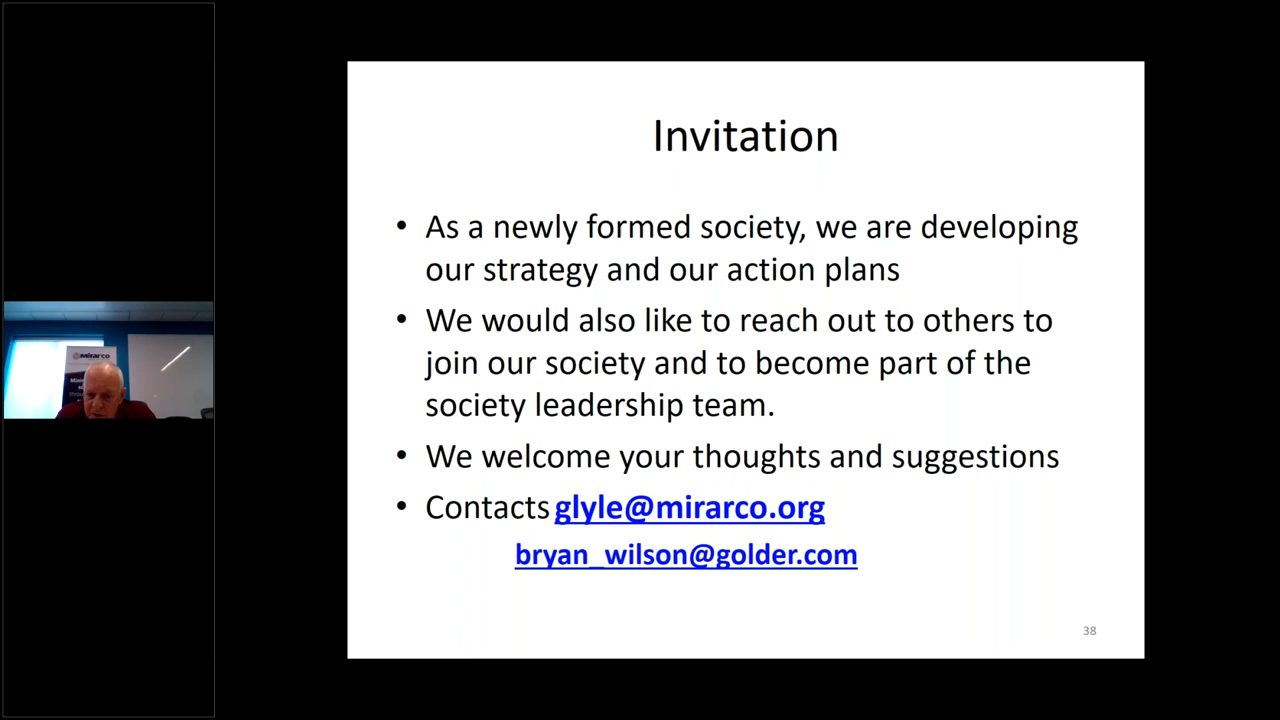 Invitation
• As a newly formed society, we are developing
our strategy and our action plans
• We would also like to reach out to others to
join our society and to become part of the
society leadership team.
• We welcome your thoughts and suggestions
• Contacts glyle@mirarco.org
bryan_wilson@golder.com
38
mirarco